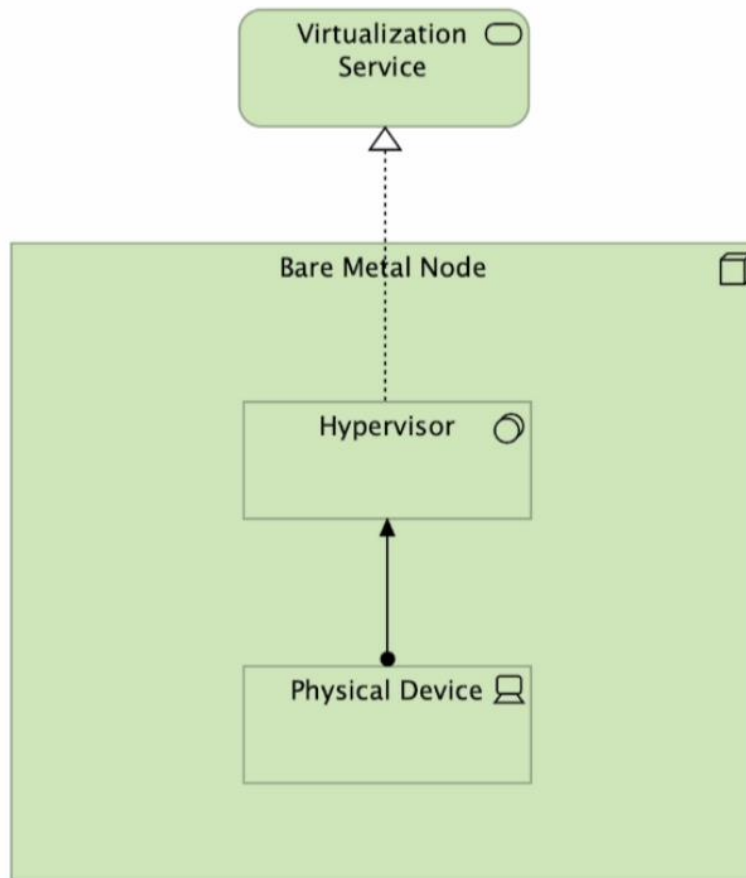 Virtualization
Service
Bare Metal Node
Hypervisor
Physical Device